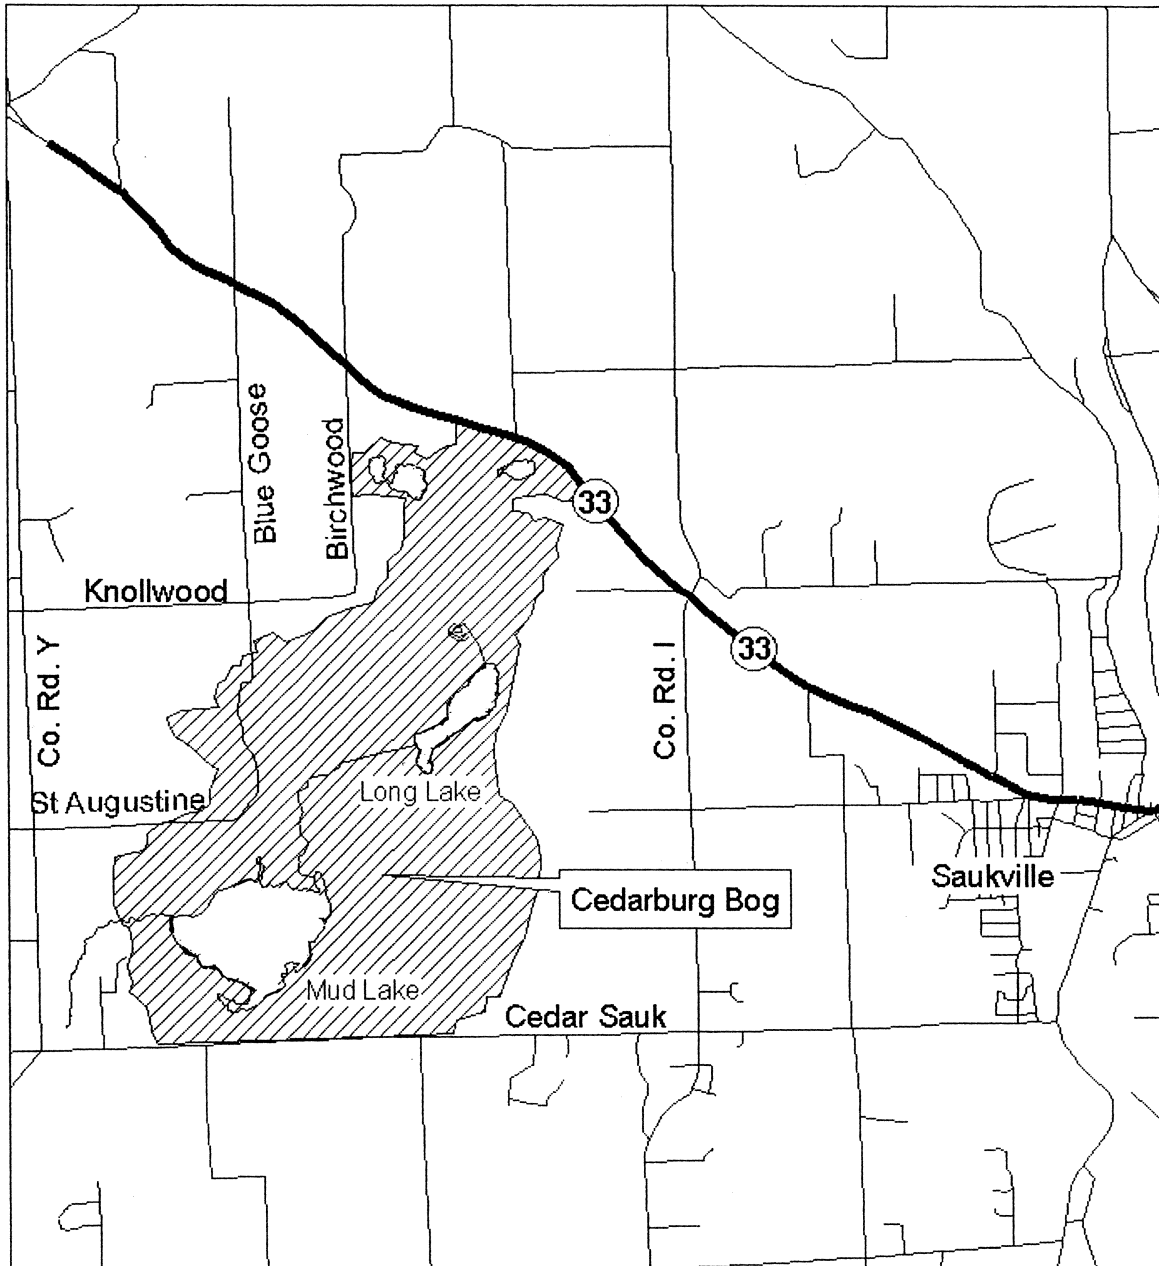 Blue Goose
Birchwood
33
Knollwood
33
Co. Rd. Y
Co. Rd. I
Long Lake
St Augustine
Saukville
Cedarburg Bog
Mud Lake
Cedar Sauk